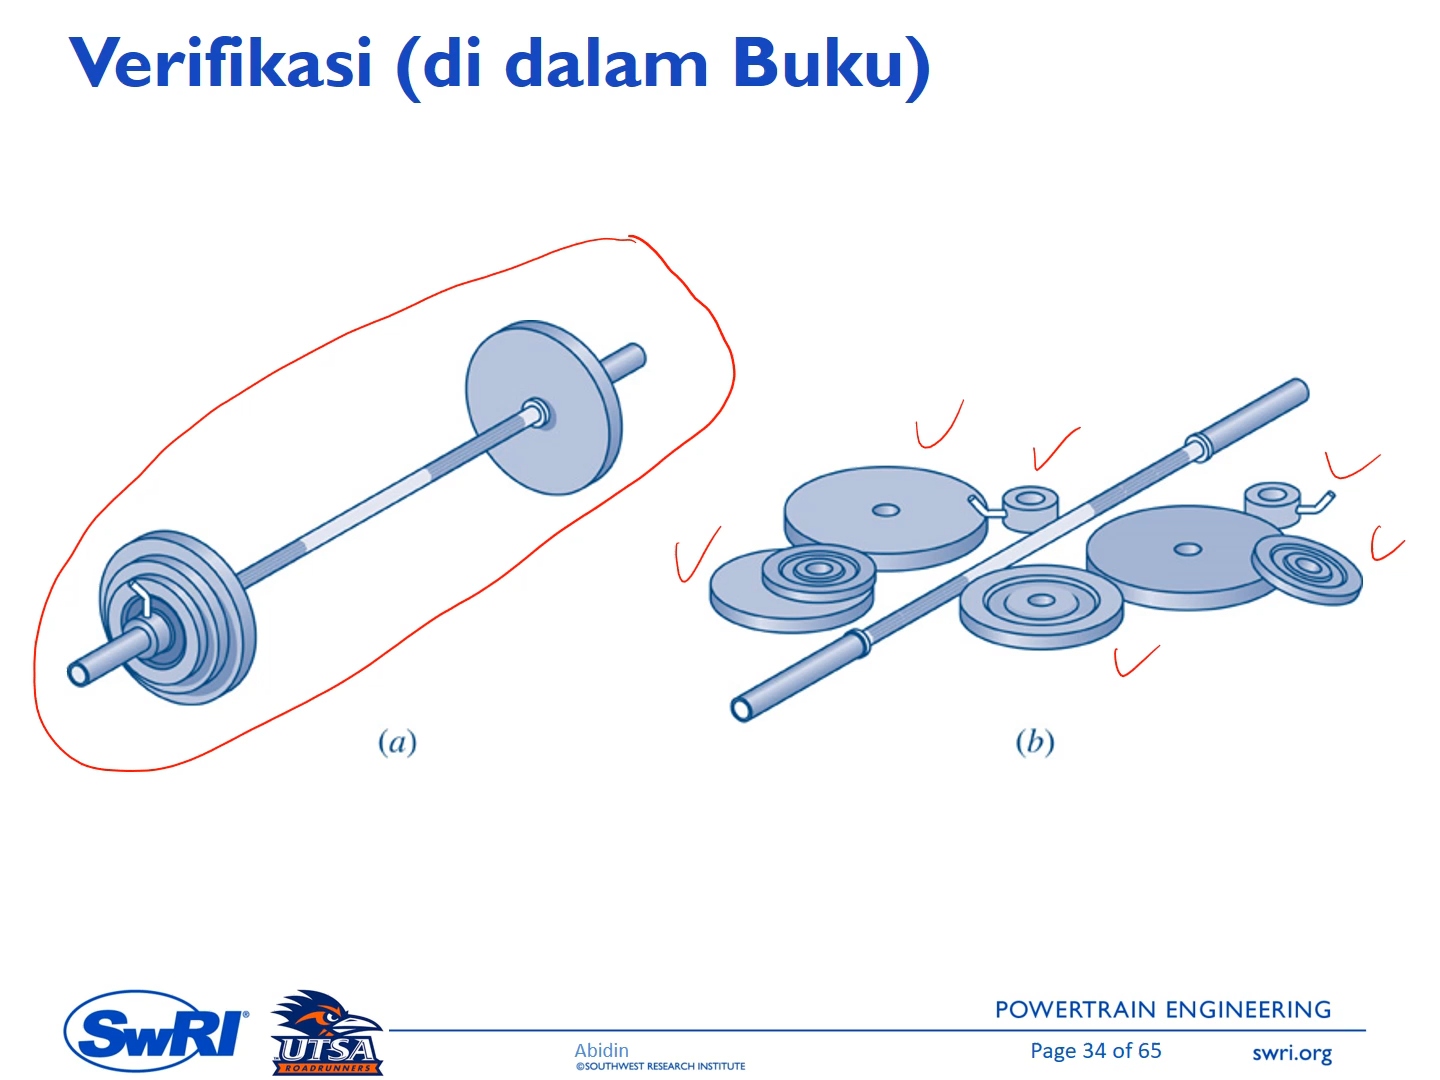 Verifikasi (di dalam Buku)
(a)
(b)
SwRI®
UTSA
ROADRUNNERS
Abidin
©SOUTHWEST RESEARCH INSTITUTE
POWERTRAIN ENGINEERING
Page 34 of 65
swri.org